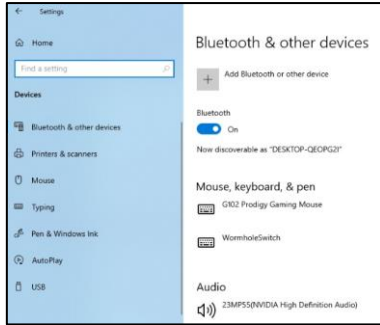 Settings
Home
Find a setting
Devices
Bluetooth & other devices
Printers & scanners
Mouse
Typing
Pen & Windows Ink
AutoPlay
USB
Bluetooth & other devices
Add Bluetooth or other device
Bluetooth
On
Now discoverable as "DESKTOP-QEOPG2I"
Mouse, keyboard, & pen
G102 Prodigy Gaming Mouse
WormholeSwitch
Audio
23MP55(NVIDIA High Definition Audio)